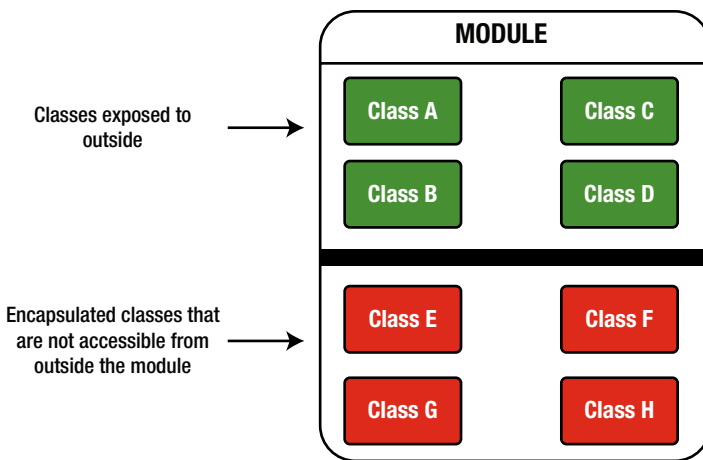 MODULE
Classes exposed to
outside
Class A
Class C
Class B
Class D
Encapsulated classes that
are not accessible from
outside the module
Class E
Class F
Class G
Class H